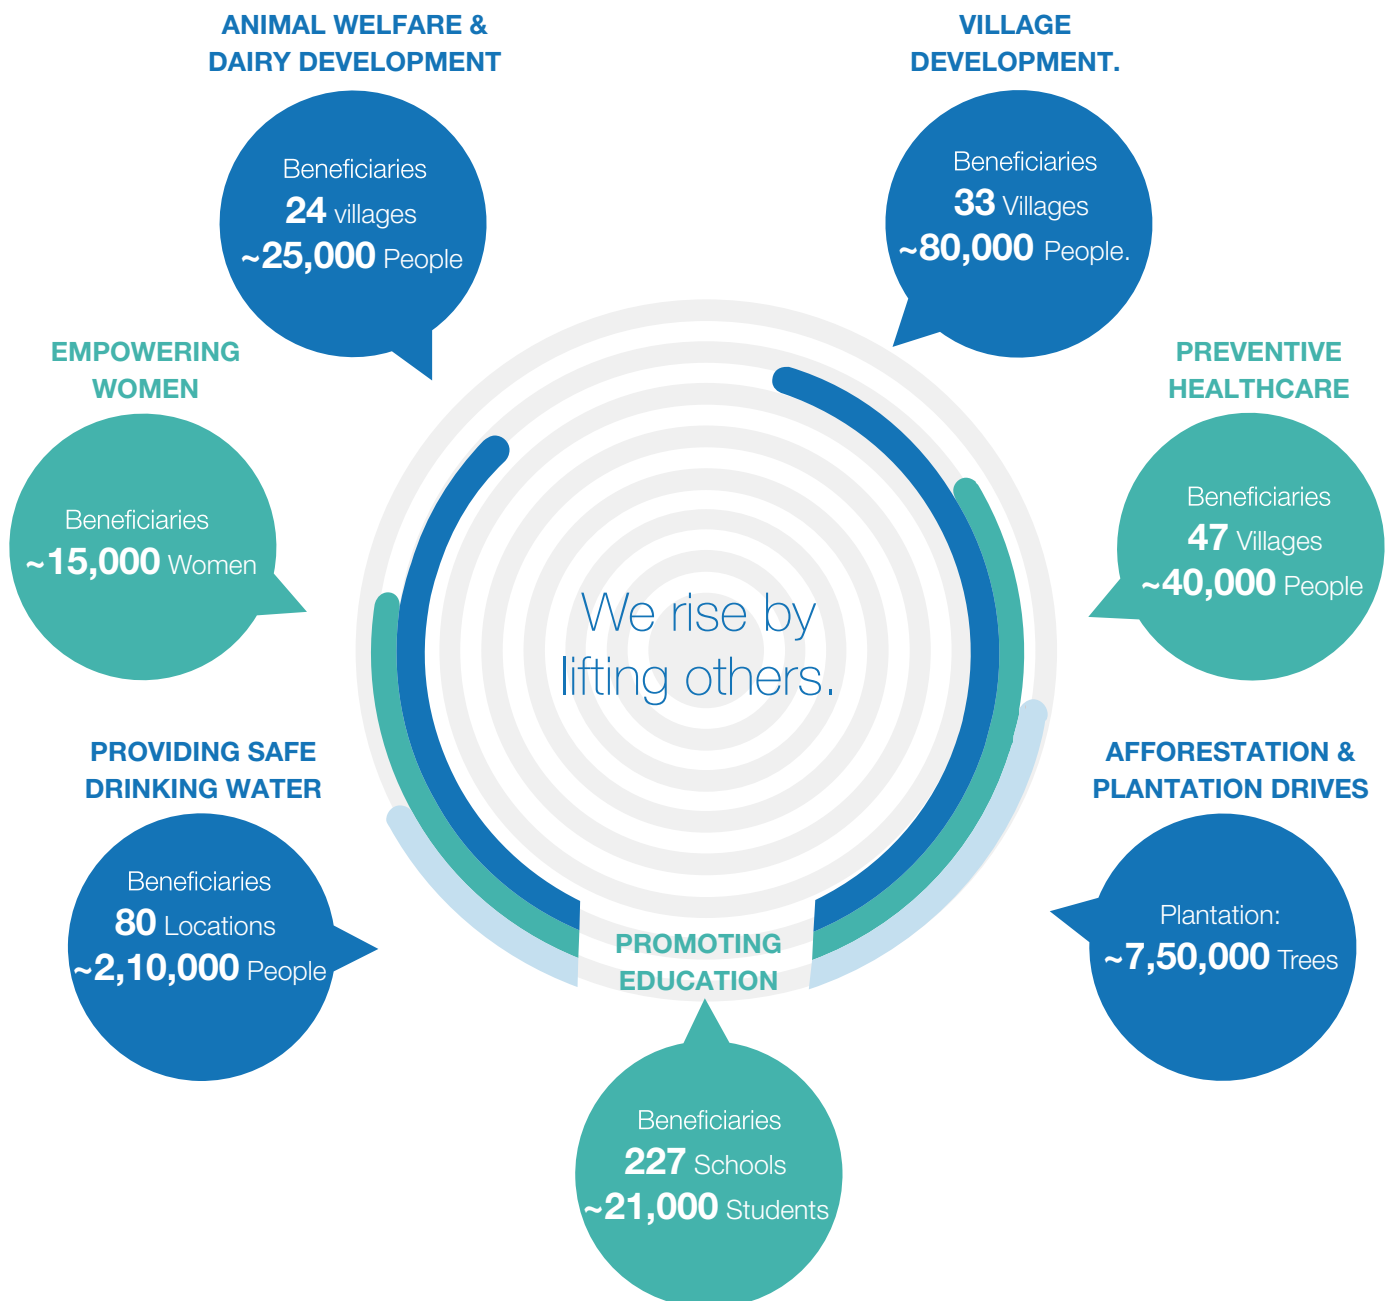 ANIMAL WELFARE &
DAIRY DEVELOPMENT
Beneficiaries
24 villages
~25,000 People
VILLAGE
DEVELOPMENT.
Beneficiaries
33 Villages
~80,000 People.
EMPOWERING
WOMEN
Beneficiaries
~15,000 Women
PREVENTIVE
HEALTHCARE
Beneficiaries
47 Villages
~40,000 People
We rise by
lifting others.
PROVIDING SAFE
DRINKING WATER
Beneficiaries
80 Locations
~2,10,000 People
AFFORESTATION &
PLANTATION DRIVES
Plantation:
~7,50,000 Trees
PROMOTING
EDUCATION
Beneficiaries
227 Schools
~21,000 Students